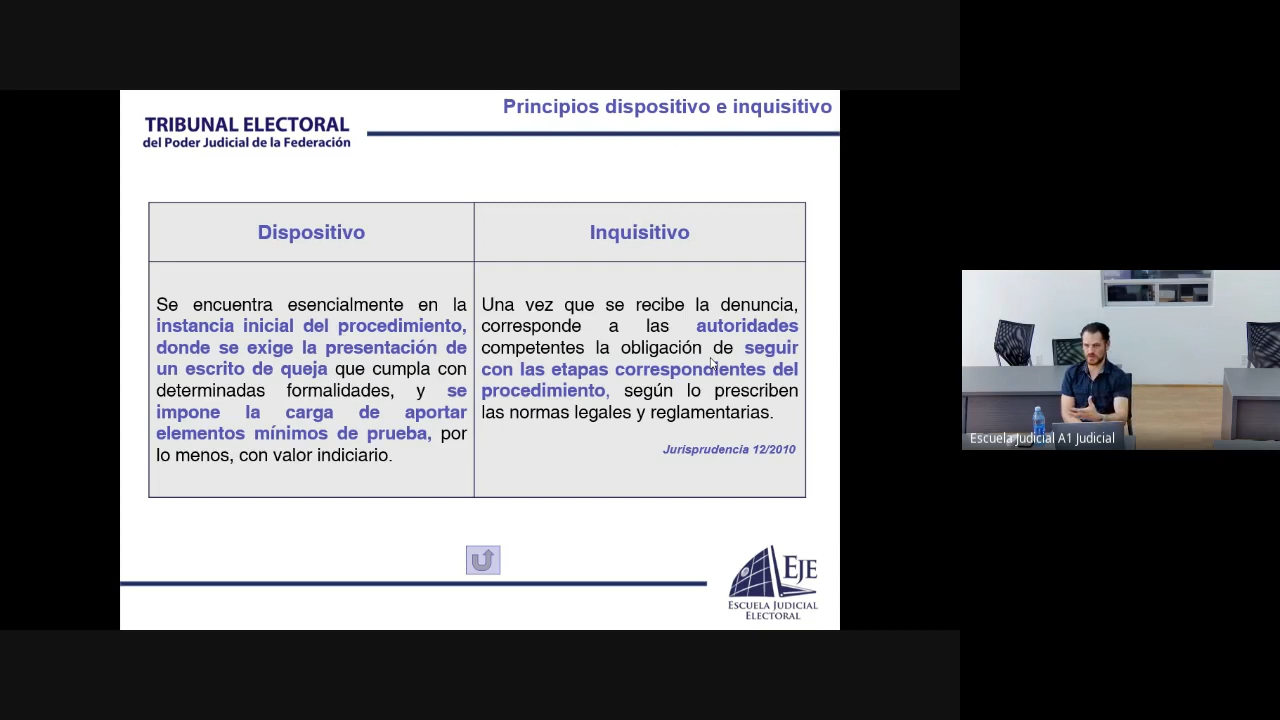 Principios dispositivo e inquisitivo
TRIBUNAL ELECTORAL
del Poder Judicial de la Federación
Dispositivo
Se encuentra esencialmente en la
instancia inicial del procedimiento,
donde se exige la presentación de
un escrito de queja que cumpla con
determinadas formalidades, y se
impone la carga de aportar
elementos mínimos de prueba, por
lo menos, con valor indiciario.
Inquisitivo
Una vez que se recibe la denuncia,
corresponde a las autoridades
competentes la obligación de seguir
con las etapas correspondientes del
procedimiento, según lo prescriben
las normas legales y reglamentarias.
Jurisprudencia 12/2010
EJE
ESCUELA JUDICIAL
ELECTORAL
Escuela Judicial A1 Judicial